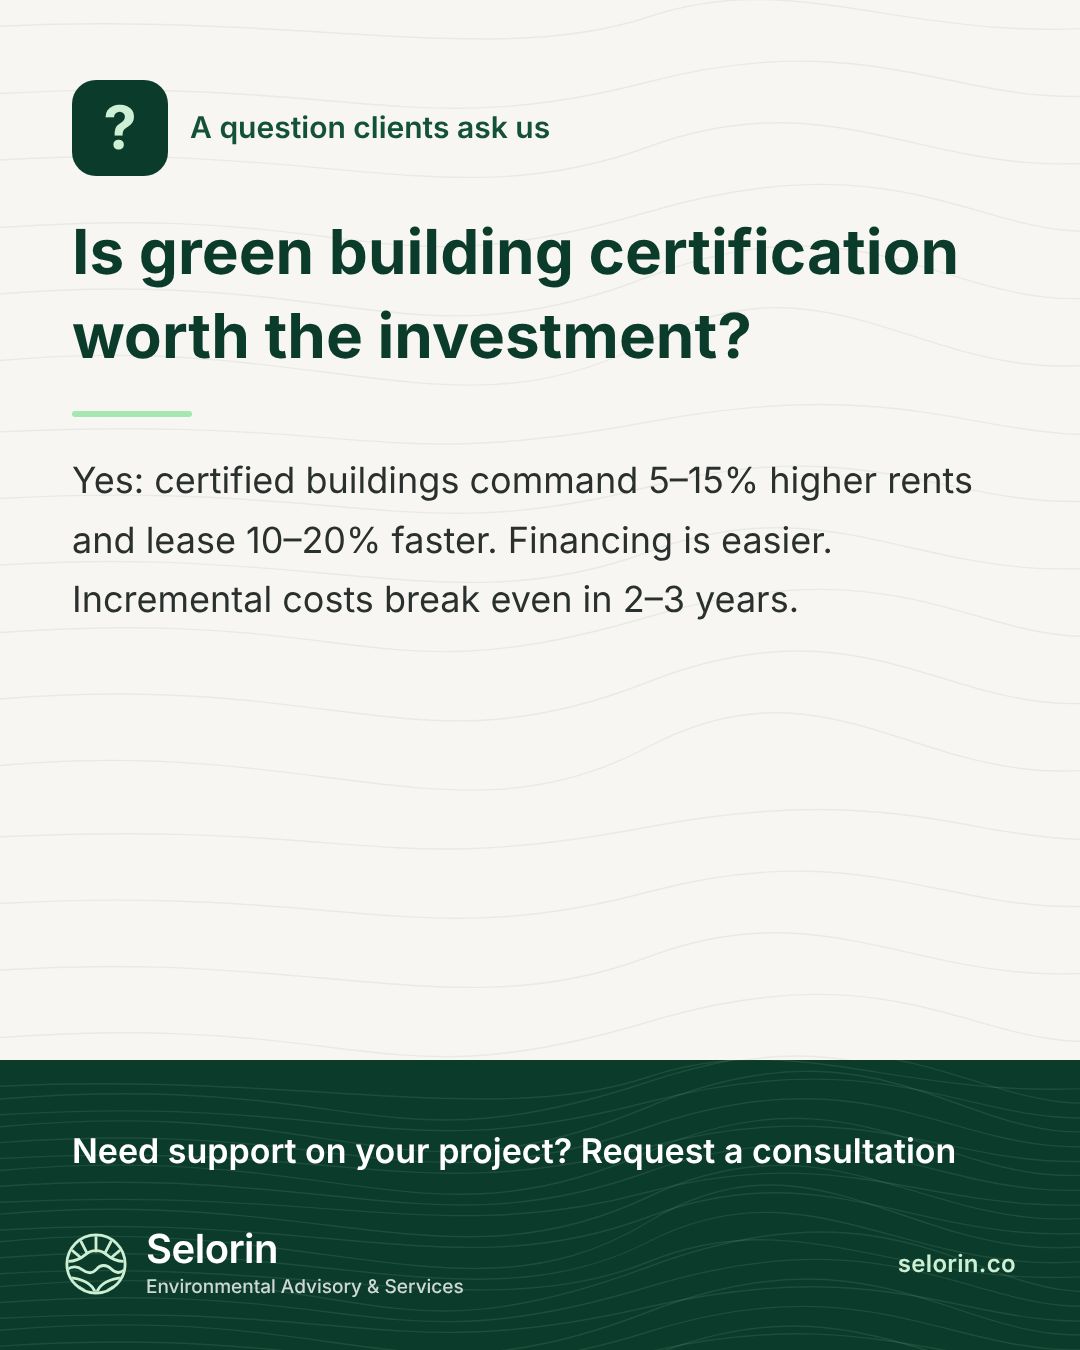 ?
A question clients ask us
Is green building certification
worth the investment?
Yes: certified buildings command 5–15% higher rents
and lease 10–20% faster. Financing is easier.
Incremental costs break even in 2–3 years.
Need support on your project? Request a consultation
Selorin
Environmental Advisory & Services
selorin.co